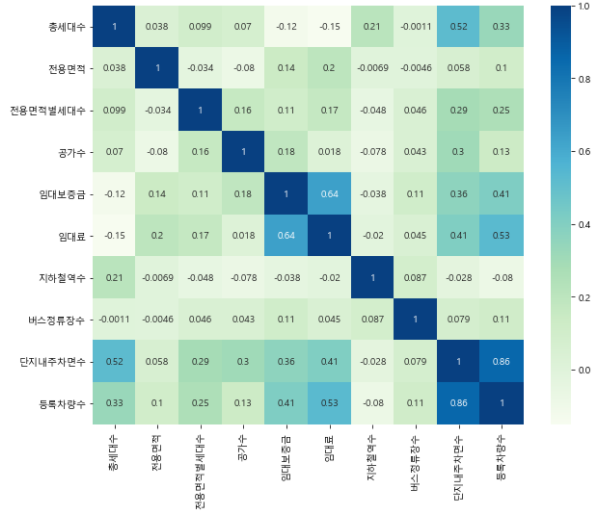 총세대수 1 0.038 0.099 0.07 -0.12 -0.15 0.21 -0.0011 0.52 0.33
전용면적 0.038 1 -0.034 -0.08 0.14 0.2 -0.0069 -0.0046 0.058 0.1
전용면적별세대수 0.099 -0.034 1 0.16 0.11 0.17 -0.048 0.046 0.29 0.25
공가수 0.07 -0.08 0.16 1 0.18 0.018 -0.078 0.043 0.3 0.13
임대보증금 -0.12 0.14 0.11 0.18 1 0.64 -0.038 0.11 0.36 0.41
임대료 -0.15 0.2 0.17 0.018 0.64 1 -0.02 0.045 0.41 0.53
지하철역수 0.21 -0.0069 -0.048 -0.078 -0.038 -0.02 1 0.087 -0.028 -0.08
버스정류장수 -0.0011 -0.0046 0.046 0.043 0.11 0.045 0.087 1 0.079 0.11
단지내주차면수 0.52 0.058 0.29 0.3 0.36 0.41 -0.028 0.079 1 0.86
등록차량수 0.33 0.1 0.25 0.13 0.41 0.53 -0.08 0.11 0.86 1
총세대수 전용면적 전용면적별세대수 공가수 임대보증금 임대료 지하철역수 버스정류장수 단지내주차면수 등록차량수
1.0
0.8
0.6
0.4
0.2
0.0